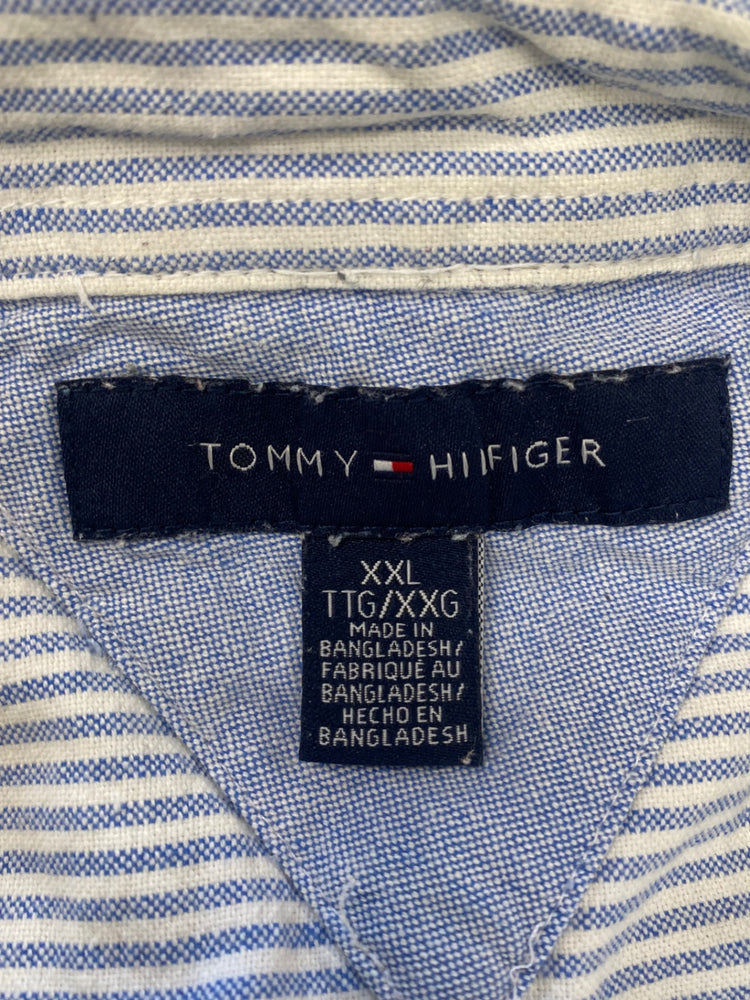 TOMMY HILFIGER
XXL
TTG/XXG
MADE IN
BANGLADESH/
FABRIQUÉ AU
BANGLADESH/
HECHO EN
BANGLADESH